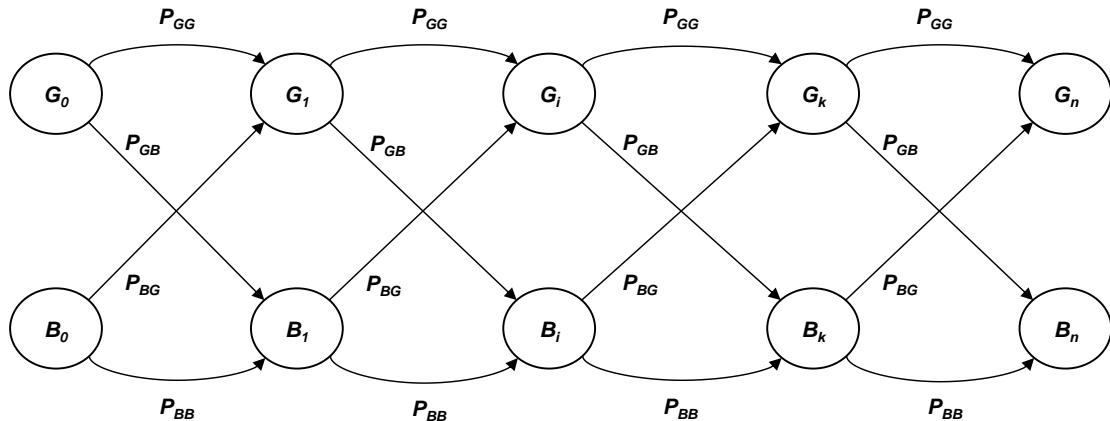 P_GG P_GG P_GG P_GG
G_0 G_1 G_i G_k G_n
P_GB P_GB P_GB P_GB
P_BG P_BG P_BG P_BG
B_0 B_1 B_i B_k B_n
P_BB P_BB P_BB P_BB